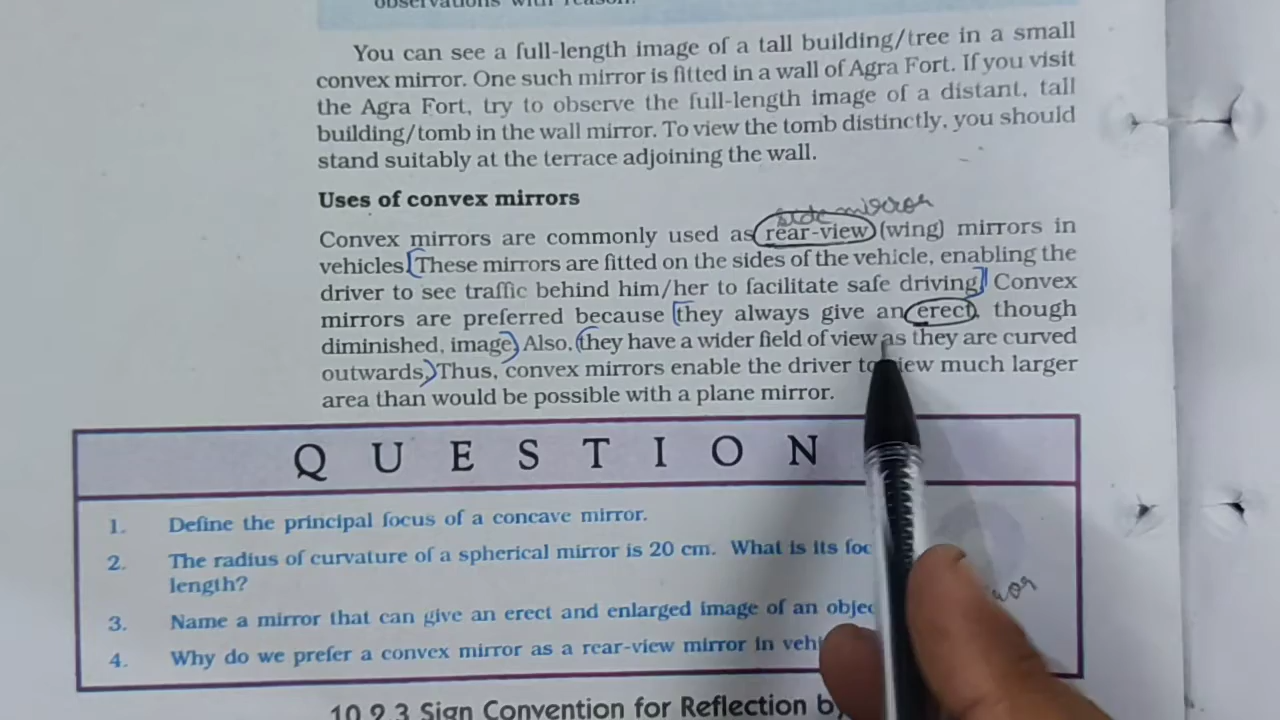 observations with reason.
You can see a full-length image of a tall building/tree in a small
convex mirror. One such mirror is fitted in a wall of Agra Fort. If you visit
the Agra Fort, try to observe the full-length image of a distant, tall
building/tomb in the wall mirror. To view the tomb distinctly, you should
stand suitably at the terrace adjoining the wall.
Uses of convex mirrors
side mirror
Convex mirrors are commonly used as rear-view (wing) mirrors in
vehicles. These mirrors are fitted on the sides of the vehicle, enabling the
driver to see traffic behind him/her to facilitate safe driving. Convex
mirrors are preferred because they always give an erect, though
diminished, image. Also, they have a wider field of view as they are curved
outwards. Thus, convex mirrors enable the driver to view much larger
area than would be possible with a plane mirror.
QUESTION
1. Define the principal focus of a concave mirror.
2. The radius of curvature of a spherical mirror is 20 cm. What is its foc
length?
3. Name a mirror that can give an erect and enlarged image of an objec
4. Why do we prefer a convex mirror as a rear-view mirror in veh
10.2.3 Sign Convention for Reflection b